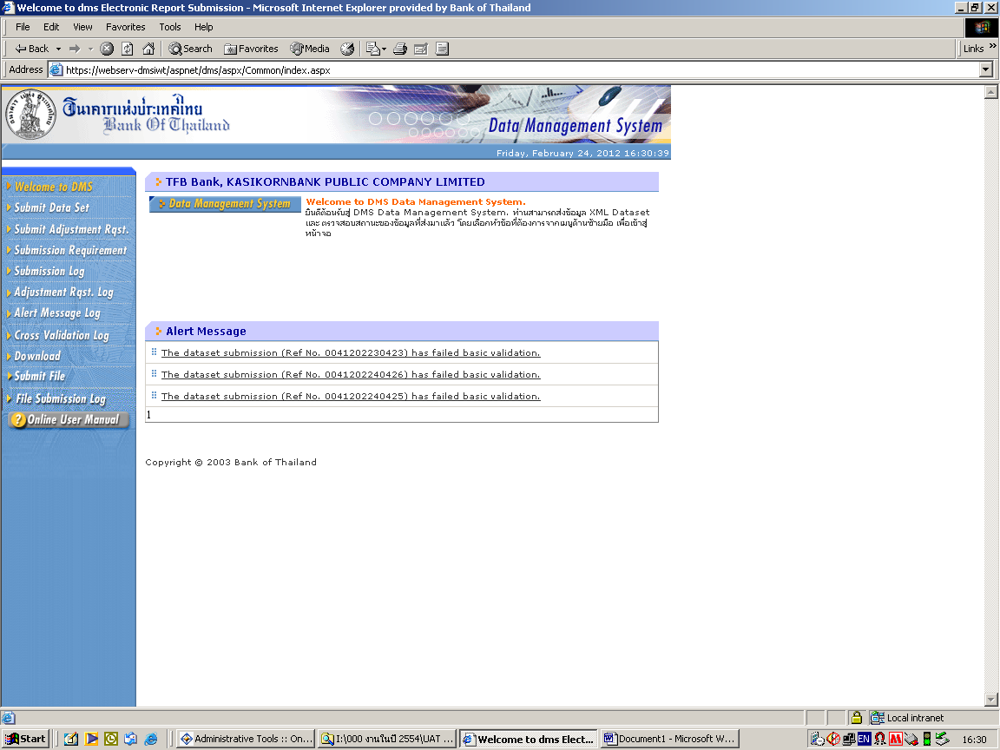 Welcome to dms Electronic Report Submission - Microsoft Internet Explorer provided by Bank of Thailand
File Edit View Favorites Tools Help
Back Search Favorites Media Links »
Address https://webserv-dmsiwt/aspnet/dms/aspx/Common/index.aspx
ธนาคารแห่งประเทศไทย
Bank Of Thailand
Data Management System
Friday, February 24, 2012 16:30:39
Welcome to DMS
Submit Data Set
Submit Adjustment Rqst.
Submission Requirement
Submission Log
Adjustment Rqst. Log
Alert Message Log
Cross Validation Log
Download
Submit File
File Submission Log
? Online User Manual
TFB Bank, KASIKORNBANK PUBLIC COMPANY LIMITED
Data Management System
Welcome to DMS Data Management System.
ยินดีต้อนรับสู่ DMS Data Management System. ท่านสามารถส่งข้อมูล XML Dataset
และ ตรวจสอบสถานะของข้อมูลที่ส่งมาแล้ว โดยเลือกหัวข้อที่ต้องการจากเมนูด้านซ้ายมือ เพื่อเข้าสู่
หน้าจอ
Alert Message
The dataset submission (Ref No. 0041202230423) has failed basic validation.
The dataset submission (Ref No. 0041202240426) has failed basic validation.
The dataset submission (Ref No. 0041202240425) has failed basic validation.
1
Copyright © 2003 Bank of Thailand
Local intranet
Start Administrative Tools :: On... I:\000 งานในปี 2554\UAT ... Welcome to dms Elect... Document1 - Microsoft W... EN 16:30